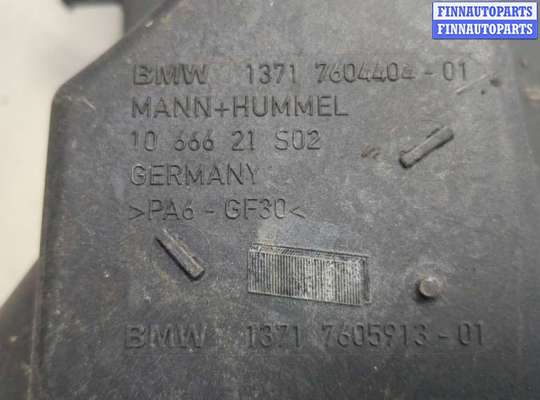 FINNAUTOPARTS
FINNAUTOPARTS
BMW 1371 7604404-01
MANN+HUMMEL
10 666 21 S02
GERMANY
>PA6-GF30<
BMW 1371 7605913-01